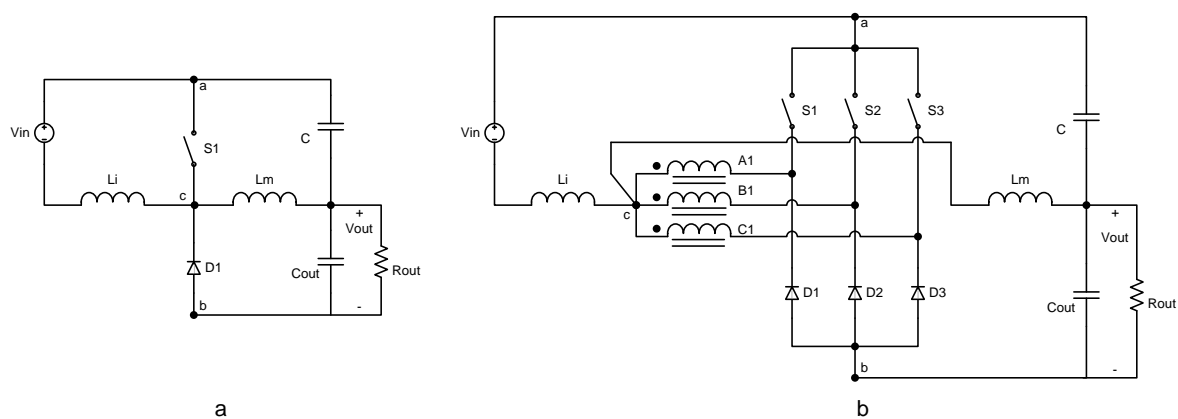 a
S1
C
Vin
Li
c
Lm
+
Vout
D1
Cout
Rout
b
-
a
a
S1
S2
S3
C
Vin
A1
Li
B1
Lm
c
C1
+
Vout
D1
D2
D3
Cout
Rout
b
-
b